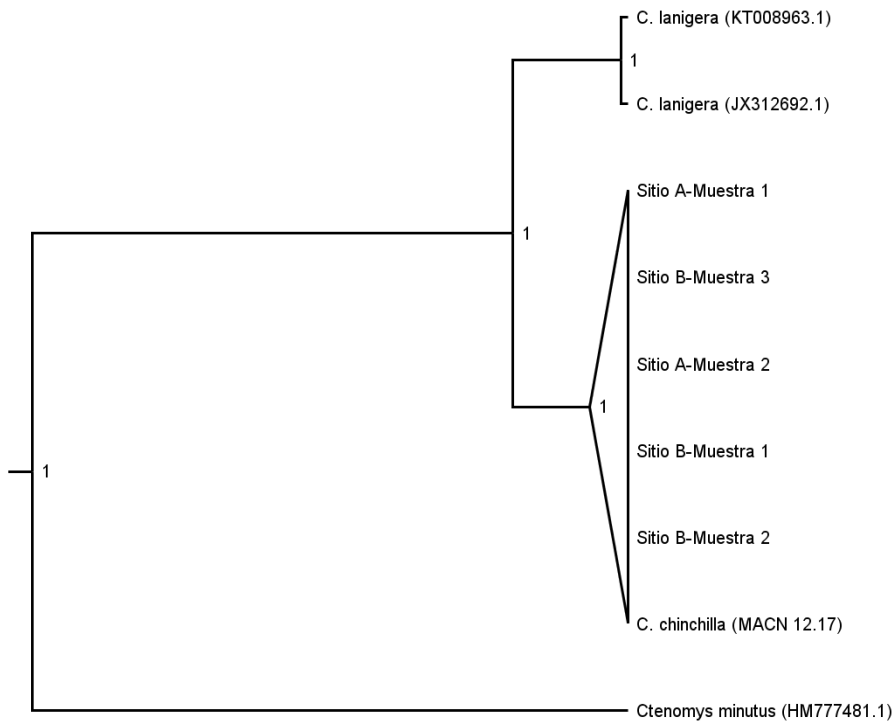 C. lanigera (KT008963.1)
1
C. lanigera (JX312692.1)
Sitio A-Muestra 1
1
Sitio B-Muestra 3
Sitio A-Muestra 2
1
Sitio B-Muestra 1
1
Sitio B-Muestra 2
C. chinchilla (MACN 12.17)
Ctenomys minutus (HM777481.1)